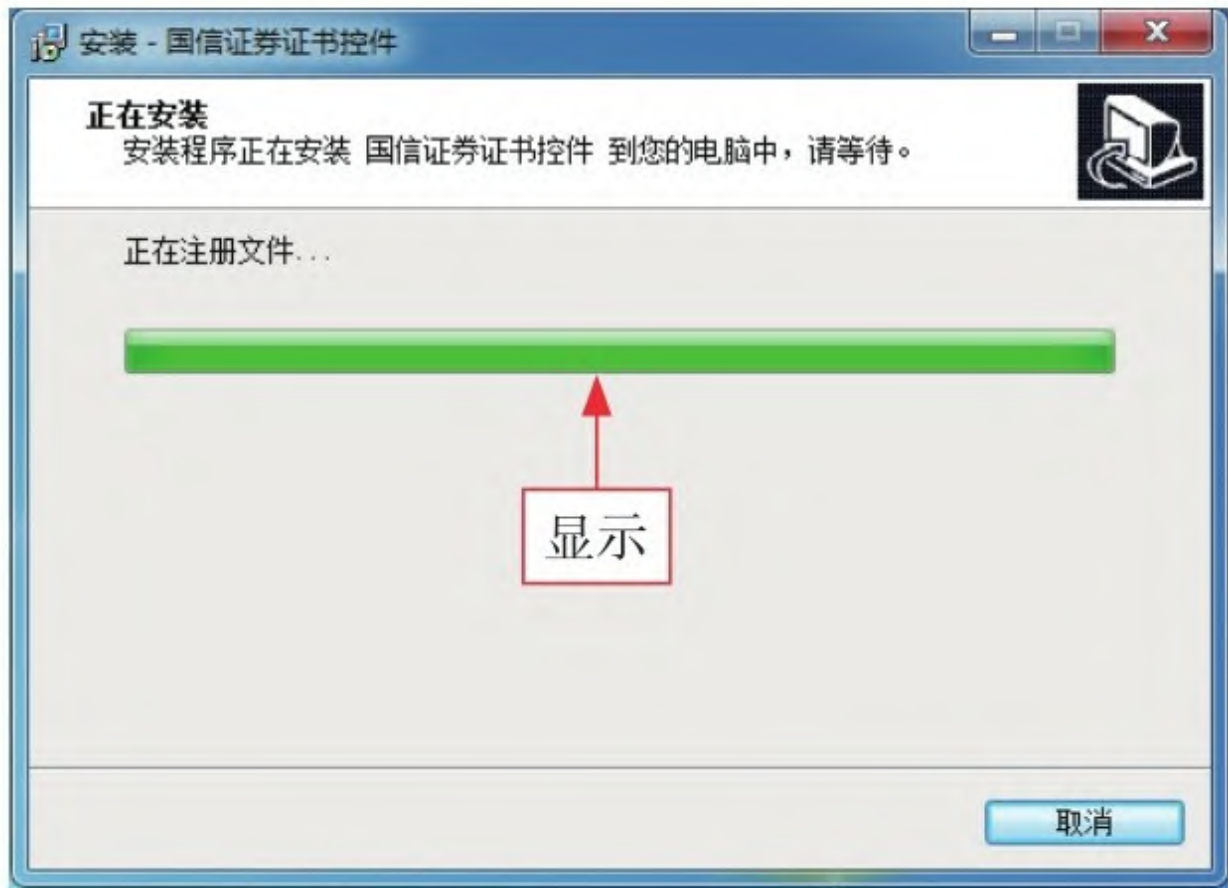 安装 - 国信证券证书控件
正在安装
安装程序正在安装 国信证券证书控件 到您的电脑中，请等待。
正在注册文件...
显示
取消